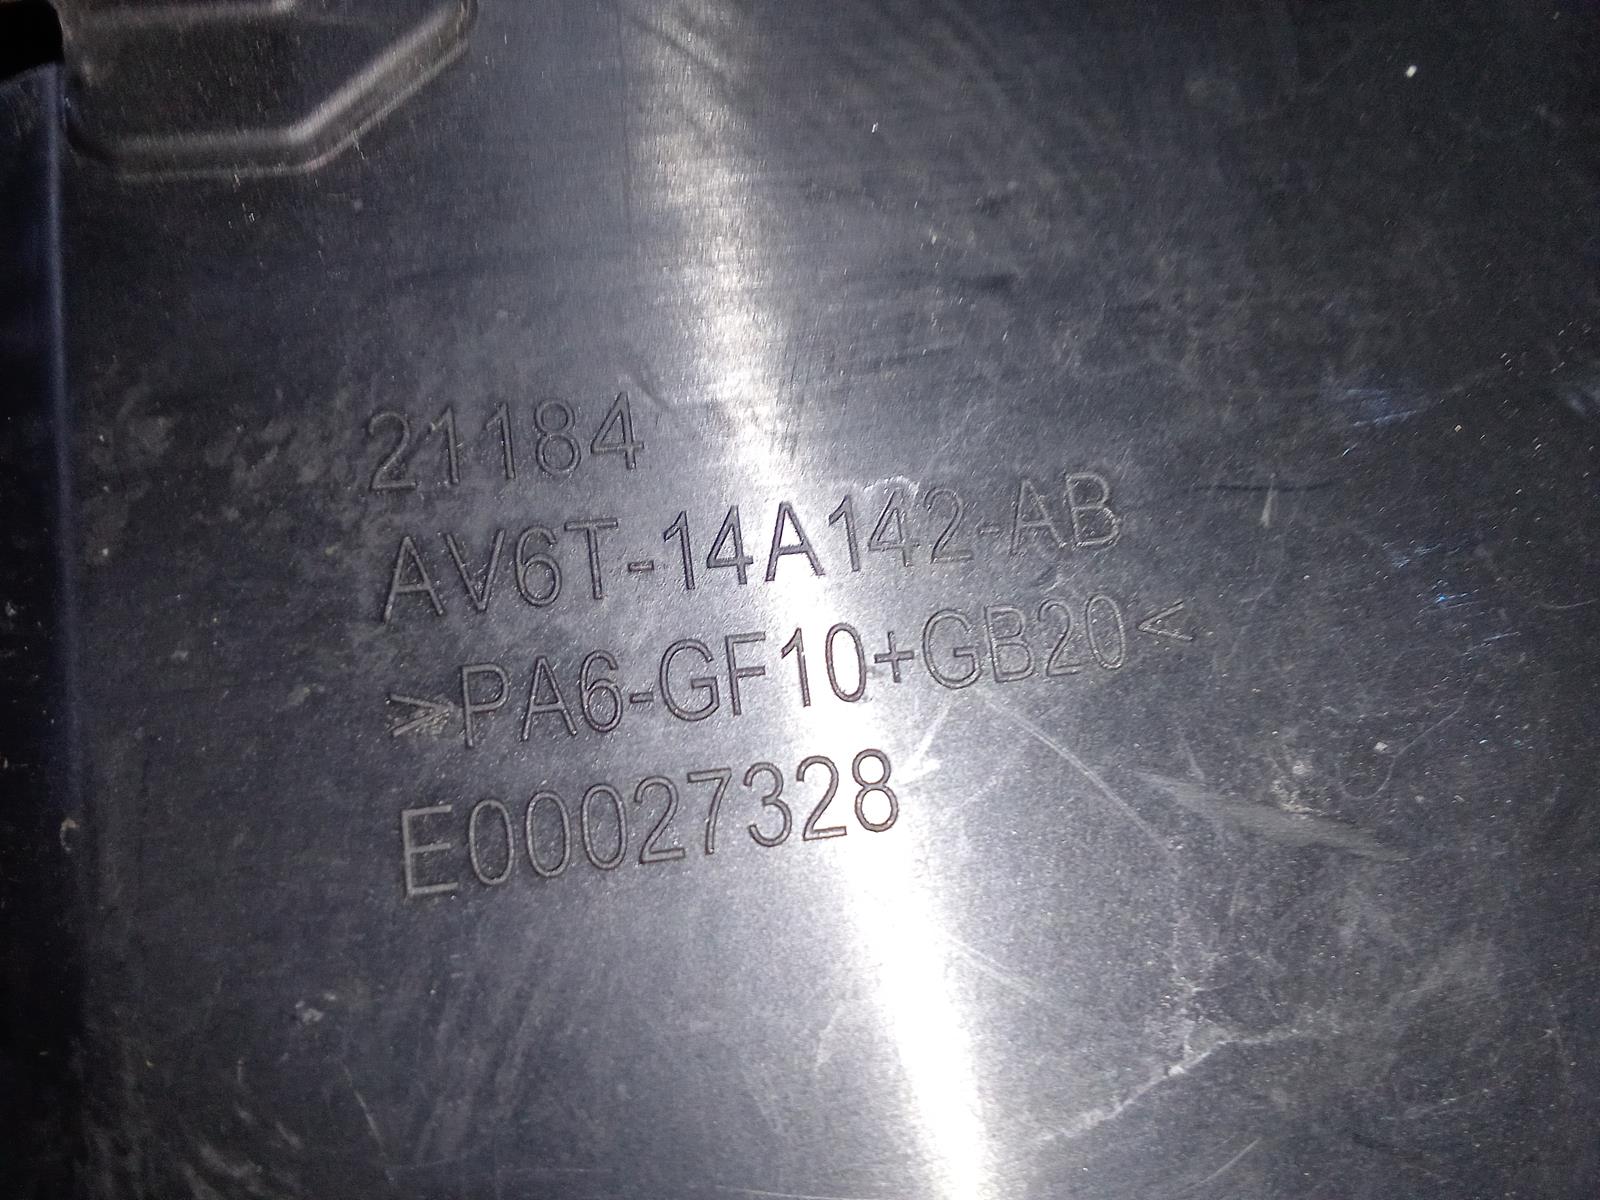 21184
AV6T-14A142-AB
>PA6-GF10+GB20<
E00027328